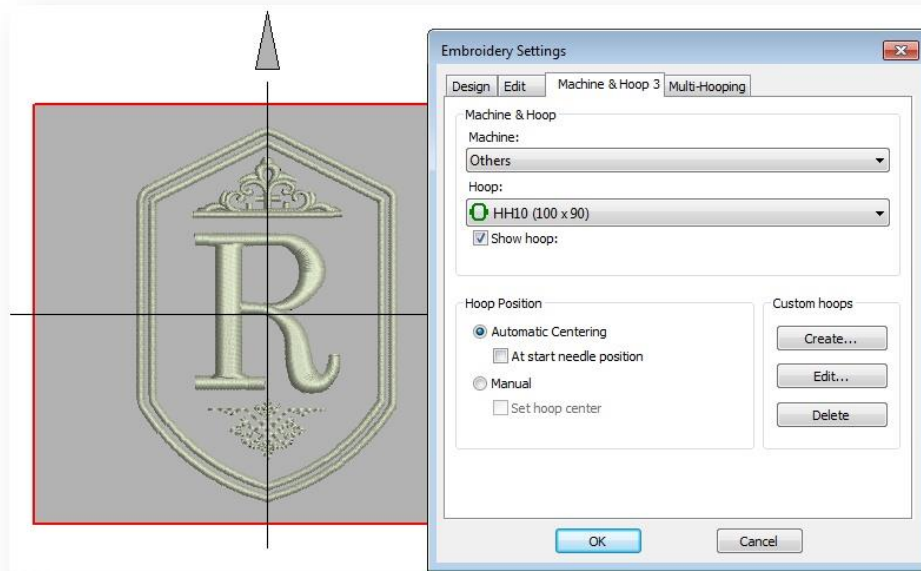 Embroidery Settings
Design Edit Machine & Hoop 3 Multi-Hooping
Machine & Hoop
Machine:
Others
Hoop:
HH10 (100 x 90)
Show hoop:
Hoop Position
Automatic Centering
At start needle position
Manual
Set hoop center
Custom hoops
Create...
Edit...
Delete
OK Cancel
R